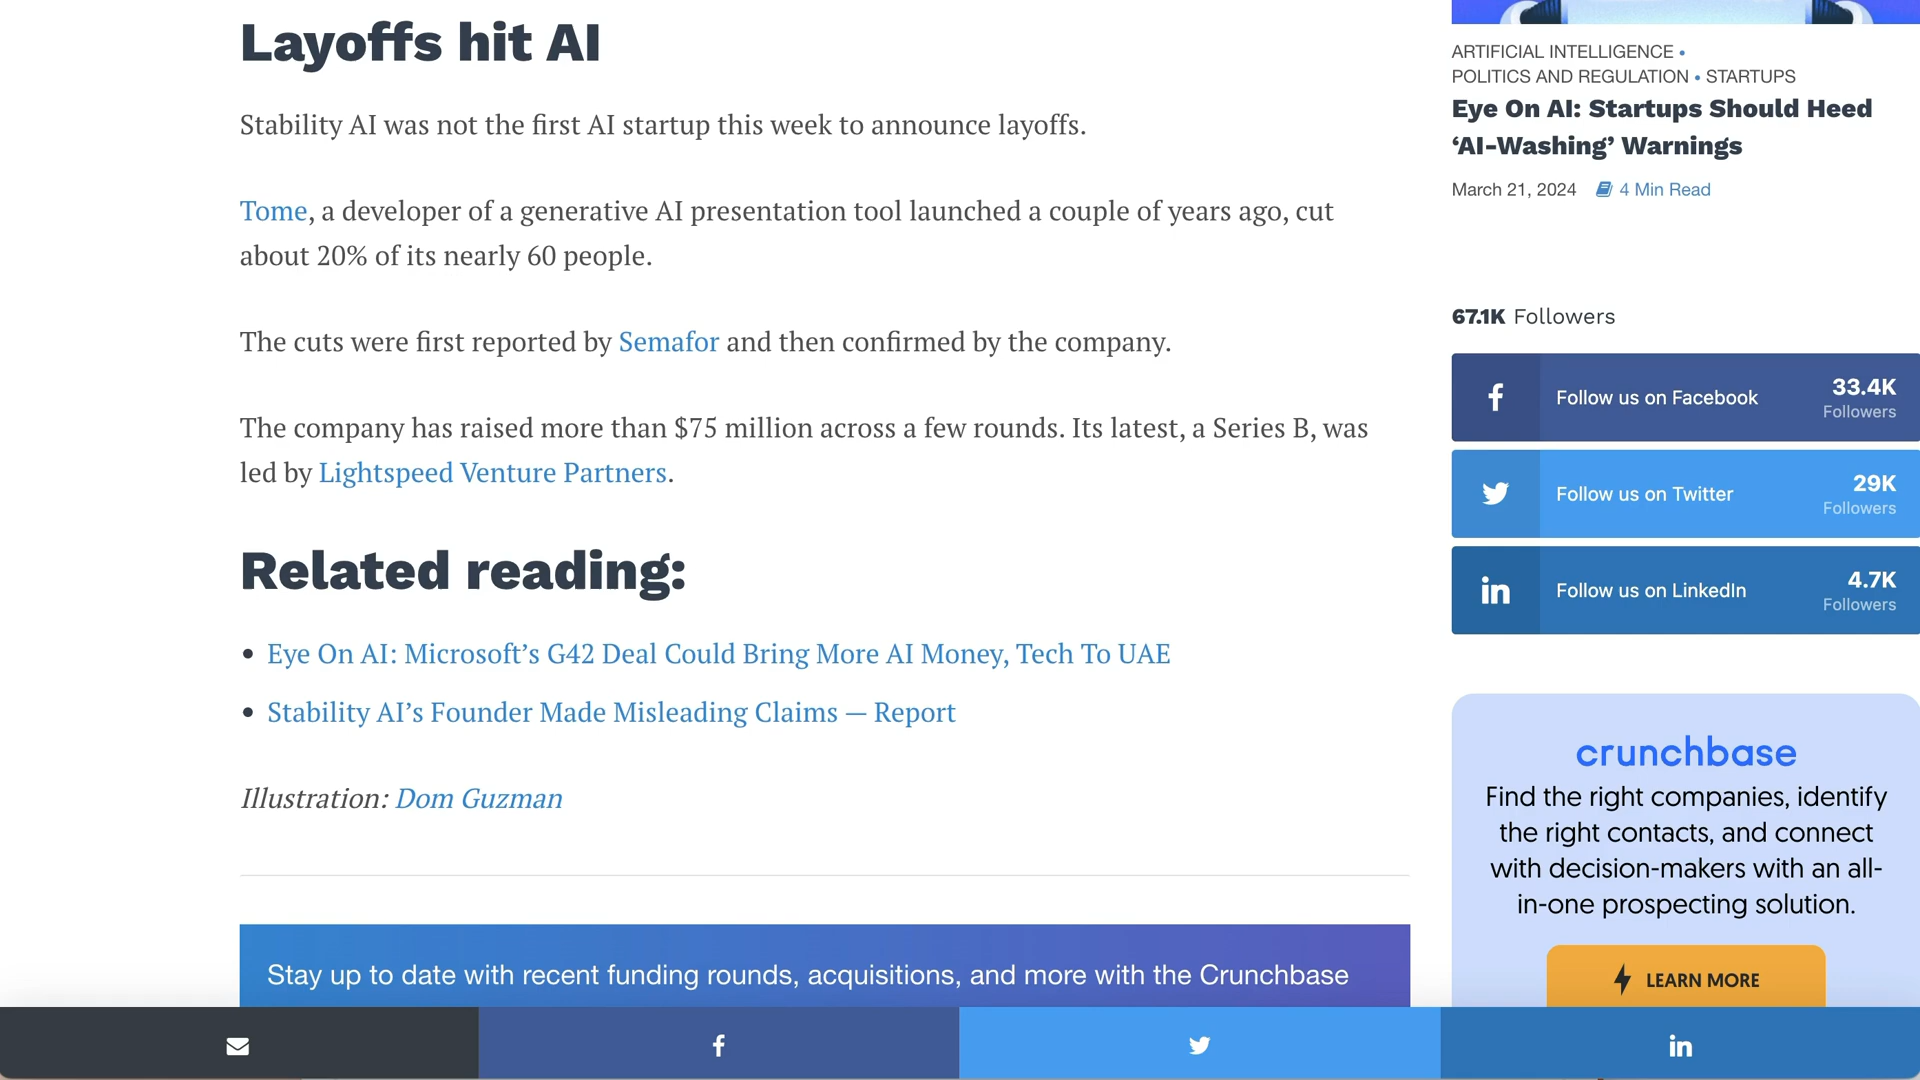 Layoffs hit AI
Stability AI was not the first AI startup this week to announce layoffs.
Tome, a developer of a generative AI presentation tool launched a couple of years ago, cut
about 20% of its nearly 60 people.
The cuts were first reported by Semafor and then confirmed by the company.
The company has raised more than $75 million across a few rounds. Its latest, a Series B, was
led by Lightspeed Venture Partners.
Related reading:
• Eye On AI: Microsoft’s G42 Deal Could Bring More AI Money, Tech To UAE
• Stability AI’s Founder Made Misleading Claims — Report
Illustration: Dom Guzman
Stay up to date with recent funding rounds, acquisitions, and more with the Crunchbase
ARTIFICIAL INTELLIGENCE •
POLITICS AND REGULATION • STARTUPS
Eye On AI: Startups Should Heed
‘AI-Washing’ Warnings
March 21, 2024 4 Min Read
67.1K Followers
Follow us on Facebook 33.4K Followers
Follow us on Twitter 29K Followers
Follow us on LinkedIn 4.7K Followers
crunchbase
Find the right companies, identify
the right contacts, and connect
with decision-makers with an all-
in-one prospecting solution.
LEARN MORE